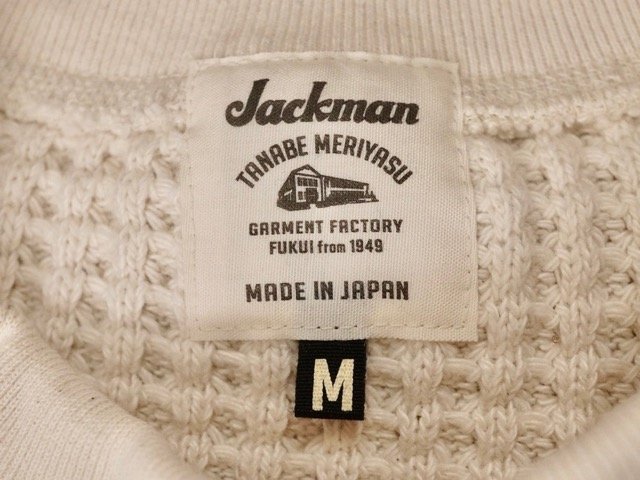 Jackman
TANABE MERIYASU
GARMENT FACTORY
FUKUI from 1949
MADE IN JAPAN
M